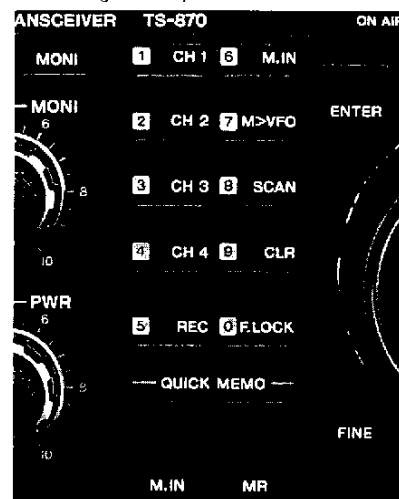 ANSCEIVER TS-870 ON AIR
MONI 1 CH 1 6 M.IN
MONI 2 CH 2 7 M>VFO ENTER
6
8
10
3 CH 3 8 SCAN
4 CH 4 9 CLR
PWR
6
8
10
5 REC 0 F.LOCK
QUICK MEMO
FINE
M.IN MR